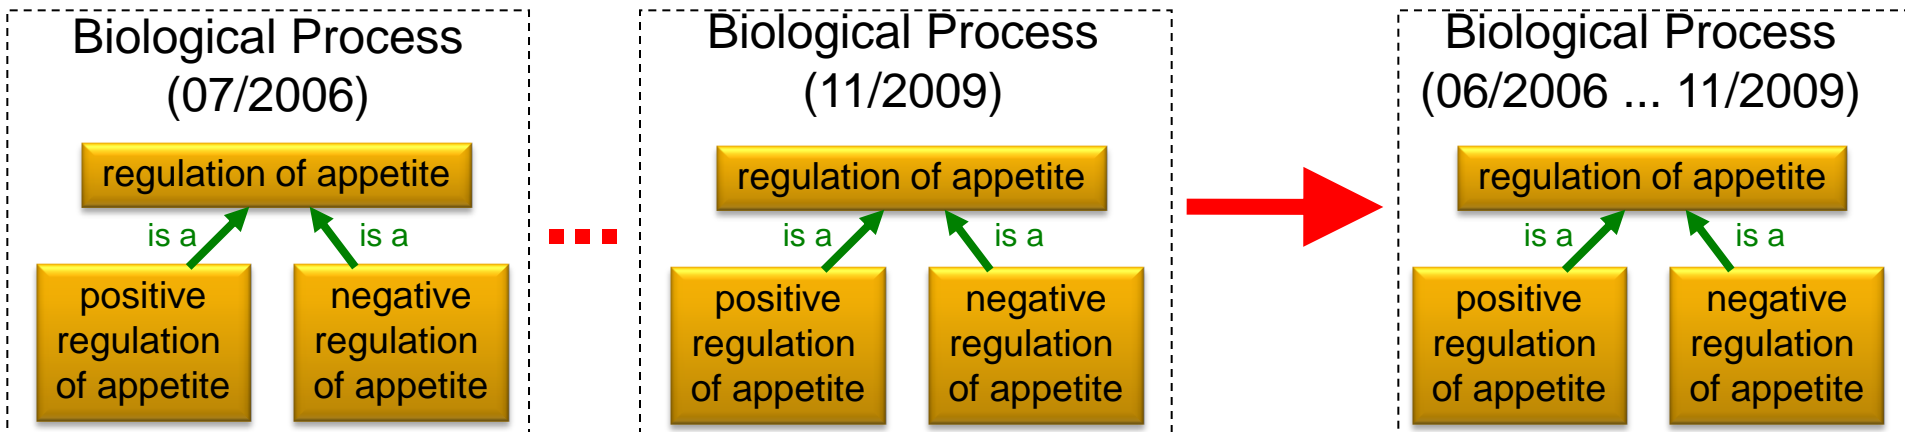 Biological Process
(07/2006)
regulation of appetite
is a
is a
positive
regulation
of appetite
negative
regulation
of appetite
Biological Process
(11/2009)
regulation of appetite
is a
is a
positive
regulation
of appetite
negative
regulation
of appetite
Biological Process
(06/2006 ... 11/2009)
regulation of appetite
is a
is a
positive
regulation
of appetite
negative
regulation
of appetite